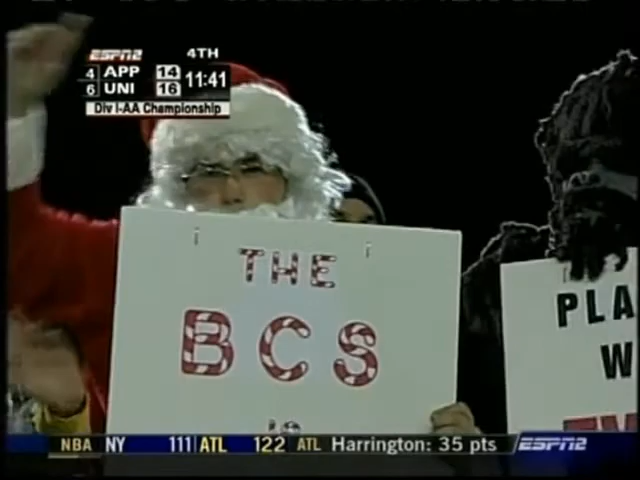 ESPN2 4TH
4 APP 14 11:41
6 UNI 16
Div I-AA Championship
THE
BCS
is
PLA
W
NBA NY 111 ATL 122 ATL Harrington: 35 pts ESPN2